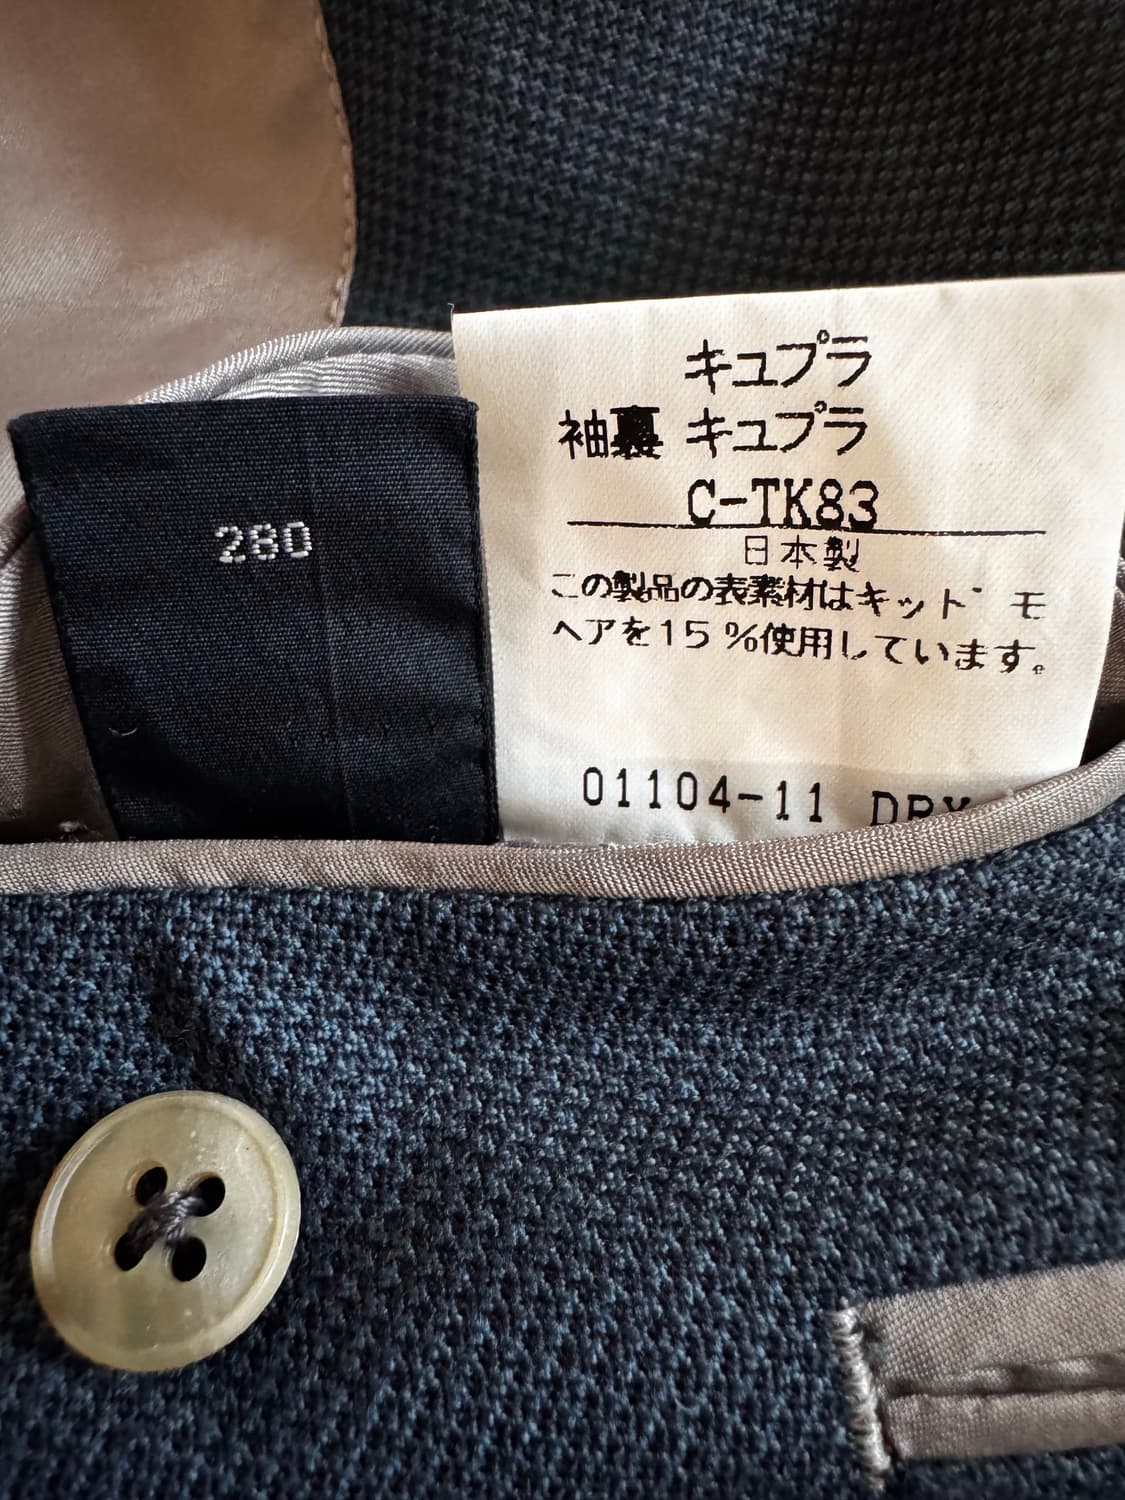 キュプラ
袖裏 キュプラ
C-TK83
日本製
この製品の表素材はキッド モ
ヘアを15%使用しています。
01104-11 DRY
280